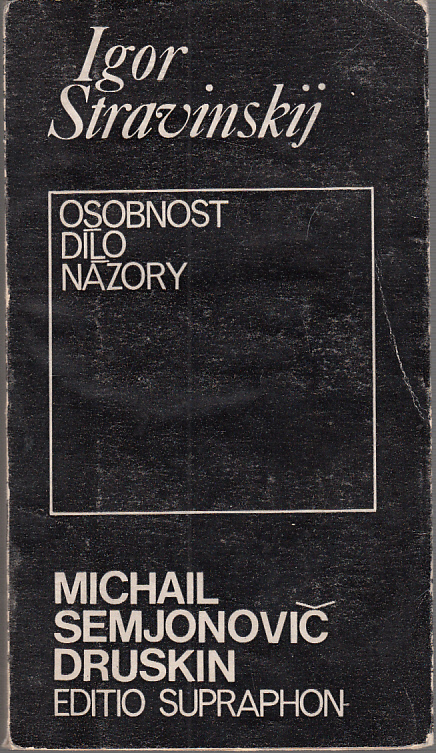 Igor
Stravinskij
OSOBNOST
DÍLO
NÁZORY
MICHAIL
SEMJONOVIČ
DRUSKIN
EDITIO SUPRAPHON